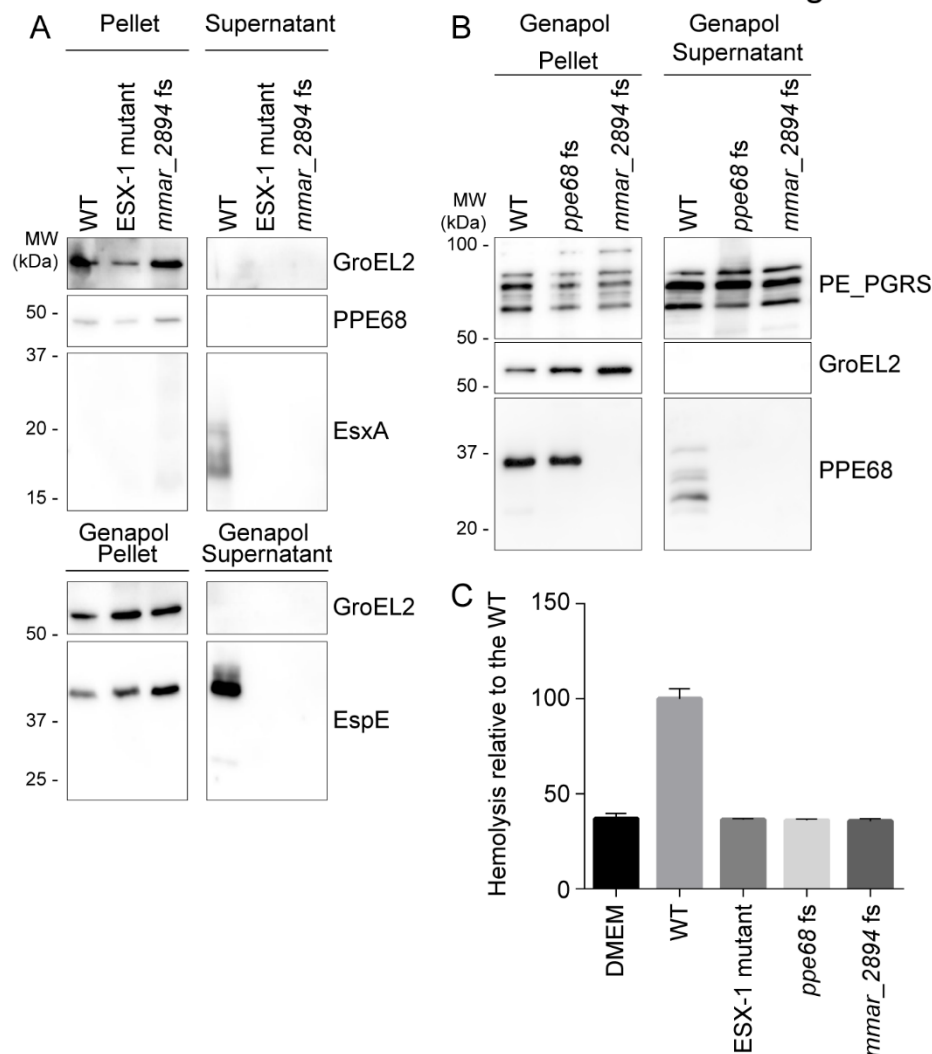 g
A
Pellet
Supernatant
WT
ESX-1 mutant
mmar_2894 fs
WT
ESX-1 mutant
mmar_2894 fs
MW
(kDa)
GroEL2
50 -
PPE68
37 -
20 -
15 -
EsxA
Genapol
Pellet
Genapol
Supernatant
GroEL2
50 -
37 -
25 -
EspE
B
Genapol
Pellet
Genapol
Supernatant
WT
ppe68 fs
mmar_2894 fs
WT
ppe68 fs
mmar_2894 fs
MW
(kDa)
100 -
PE_PGRS
50 -
GroEL2
50 -
37 -
PPE68
20 -
C
Hemolysis relative to the WT
150
100
50
0
DMEM
WT
ESX-1 mutant
ppe68 fs
mmar_2894 fs